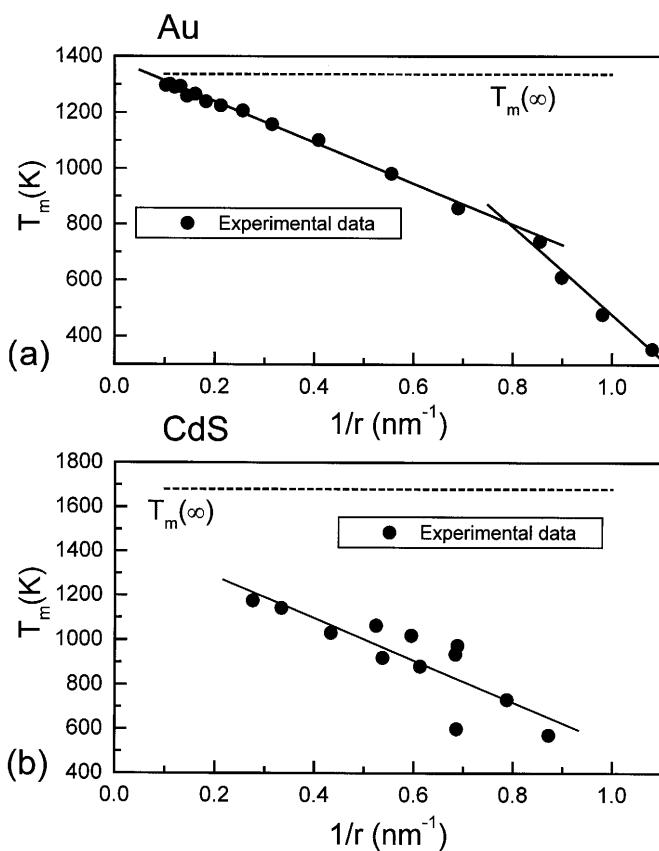 Au
1400
1200
1000
800
600
400
T_m(K)
T_m(∞)
Experimental data
(a)
0.0 0.2 0.4 0.6 0.8 1.0
1/r (nm⁻¹)
CdS
1800
1600
1400
1200
1000
800
600
400
T_m(K)
T_m(∞)
Experimental data
(b)
0.0 0.2 0.4 0.6 0.8 1.0
1/r (nm⁻¹)